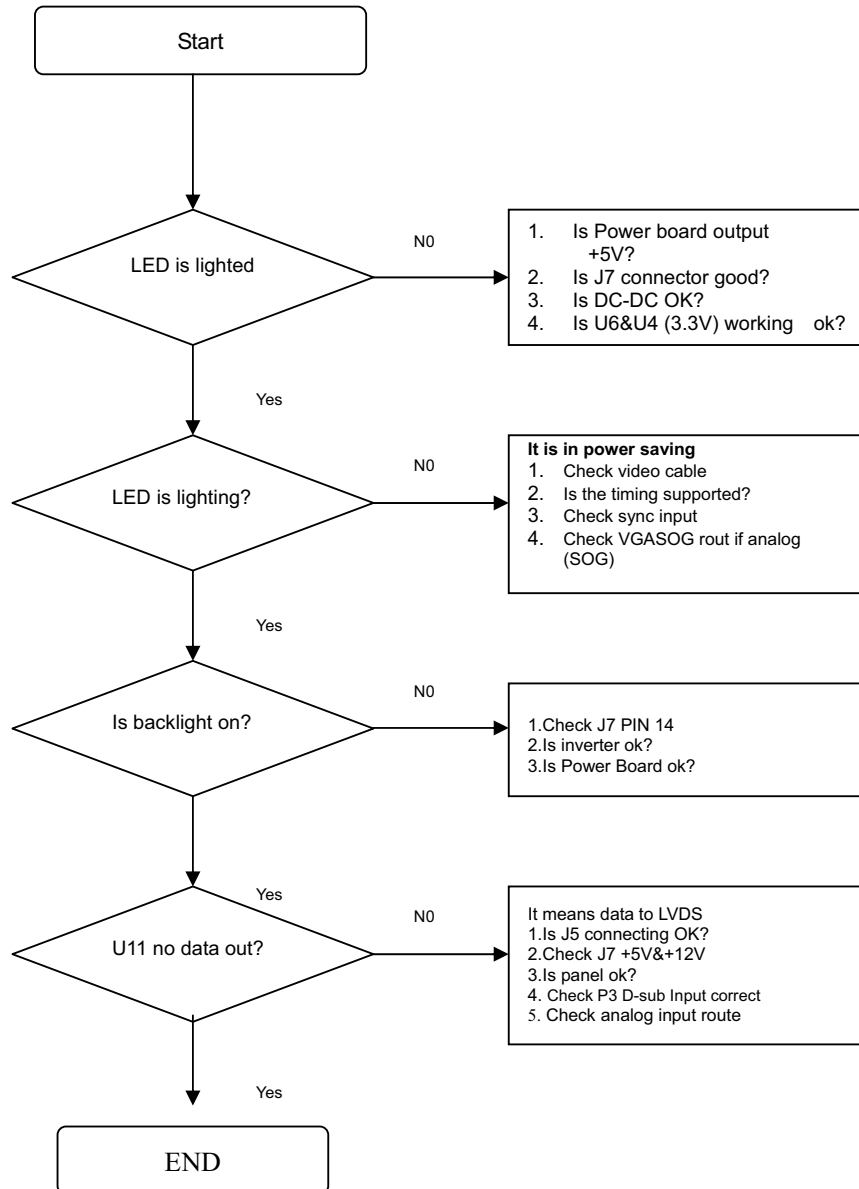 Start
LED is lighted
N0
1. Is Power board output
+5V?
2. Is J7 connector good?
3. Is DC-DC OK?
4. Is U6&U4 (3.3V) working ok?
Yes
LED is lighting?
N0
It is in power saving
1. Check video cable
2. Is the timing supported?
3. Check sync input
4. Check VGASOG rout if analog
(SOG)
Yes
Is backlight on?
N0
1.Check J7 PIN 14
2.Is inverter ok?
3.Is Power Board ok?
Yes
U11 no data out?
N0
It means data to LVDS
1.Is J5 connecting OK?
2.Check J7 +5V&+12V
3.Is panel ok?
4. Check P3 D-sub Input correct
5. Check analog input route
Yes
END